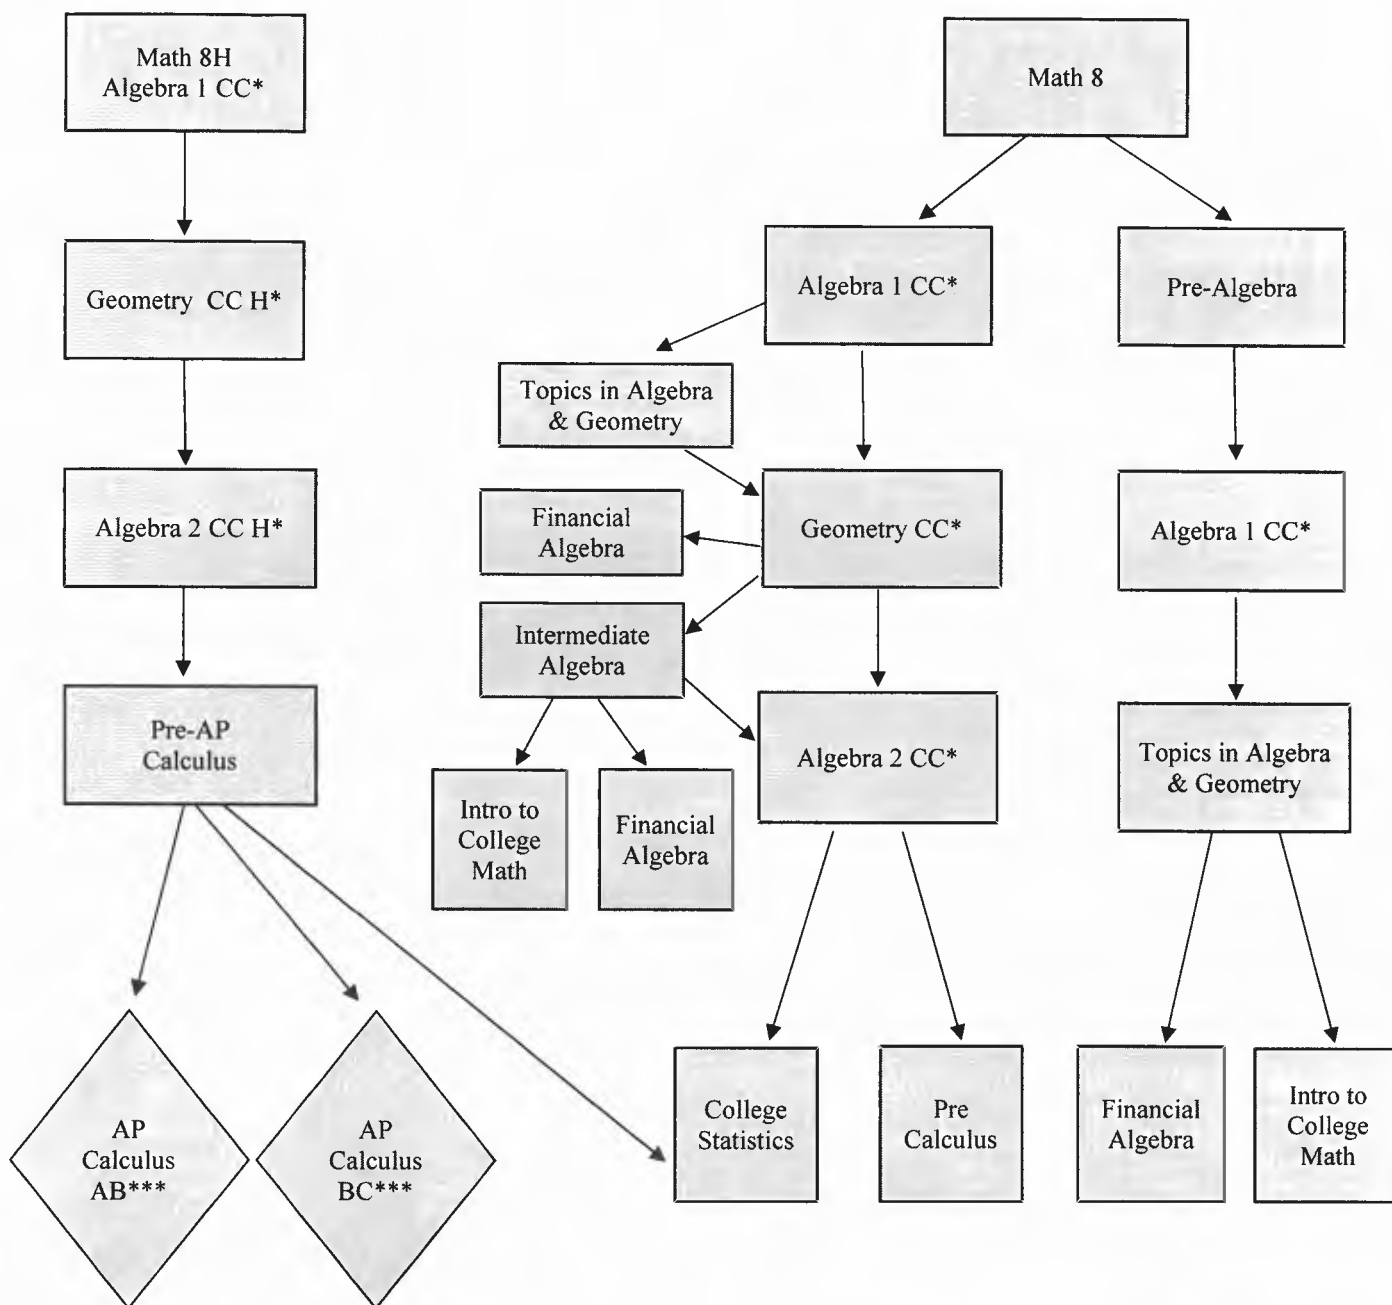 Math 8H
Algebra 1 CC*
Math 8
Geometry CC H*
Algebra 1 CC*
Pre-Algebra
Topics in Algebra
& Geometry
Algebra 2 CC H*
Financial
Algebra
Geometry CC*
Algebra 1 CC*
Intermediate
Algebra
Pre-AP
Calculus
Algebra 2 CC*
Topics in Algebra
& Geometry
Intro to
College
Math
Financial
Algebra
AP
Calculus
AB***
AP
Calculus
BC***
College
Statistics
Pre
Calculus
Financial
Algebra
Intro to
College
Math